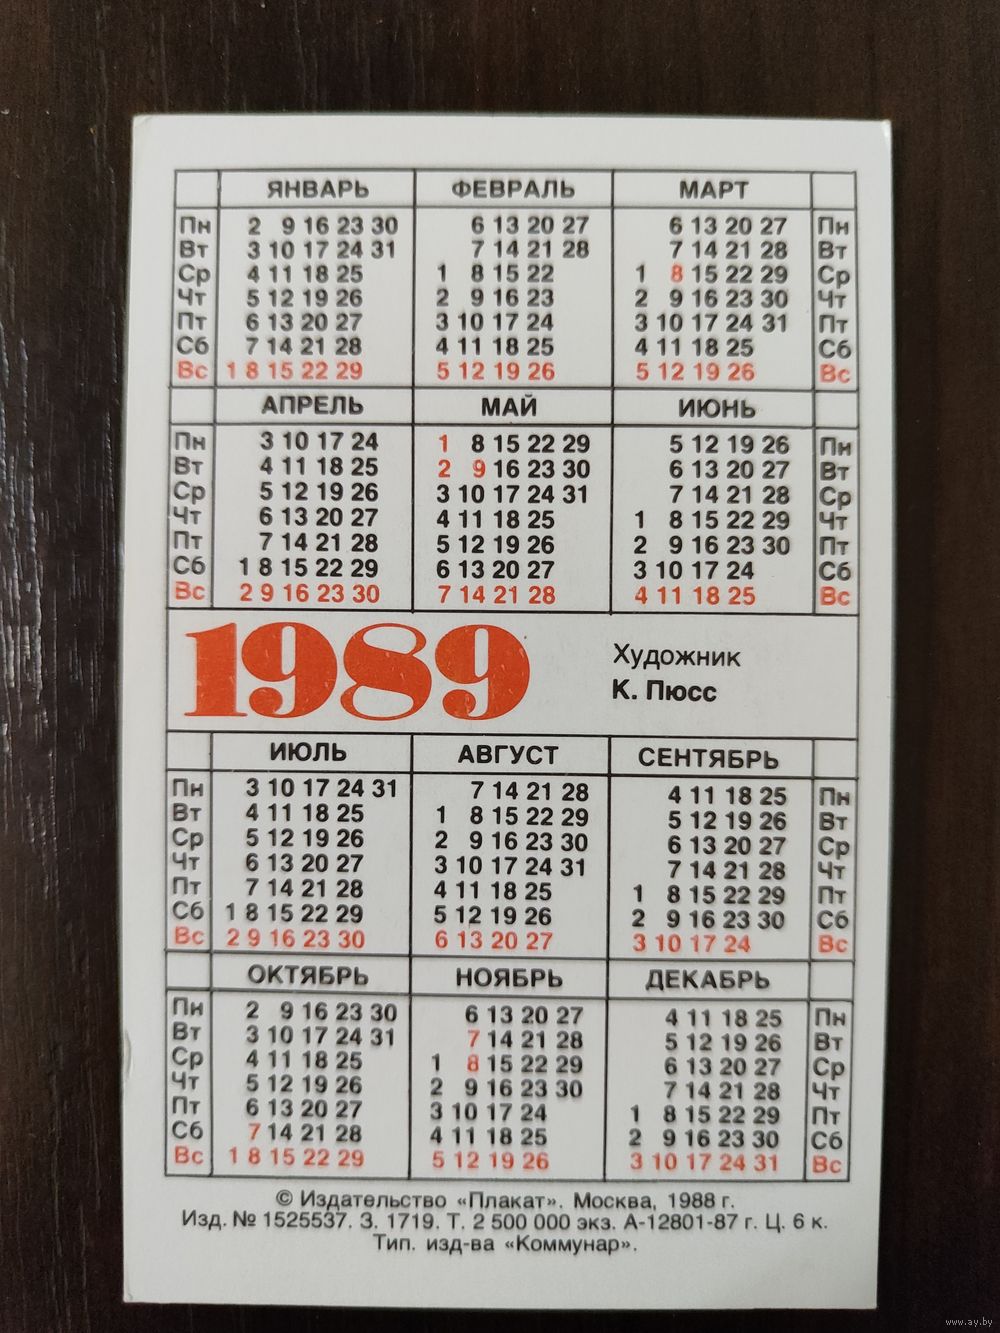 ЯНВАРЬ ФЕВРАЛЬ МАРТ
Пн 2 9 16 23 30 6 13 20 27 6 13 20 27 Пн
Вт 3 10 17 24 31 7 14 21 28 7 14 21 28 Вт
Ср 4 11 18 25 1 8 15 22 1 8 15 22 29 Ср
Чт 5 12 19 26 2 9 16 23 2 9 16 23 30 Чт
Пт 6 13 20 27 3 10 17 24 3 10 17 24 31 Пт
Сб 7 14 21 28 4 11 18 25 4 11 18 25 Сб
Вс 1 8 15 22 29 5 12 19 26 5 12 19 26 Вс
АПРЕЛЬ МАЙ ИЮНЬ
Пн 3 10 17 24 1 8 15 22 29 5 12 19 26 Пн
Вт 4 11 18 25 2 9 16 23 30 6 13 20 27 Вт
Ср 5 12 19 26 3 10 17 24 31 7 14 21 28 Ср
Чт 6 13 20 27 4 11 18 25 1 8 15 22 29 Чт
Пт 7 14 21 28 5 12 19 26 2 9 16 23 30 Пт
Сб 1 8 15 22 29 6 13 20 27 3 10 17 24 Сб
Вс 2 9 16 23 30 7 14 21 28 4 11 18 25 Вс
1989
Художник
К. Пюсс
ИЮЛЬ АВГУСТ СЕНТЯБРЬ
Пн 3 10 17 24 31 7 14 21 28 4 11 18 25 Пн
Вт 4 11 18 25 1 8 15 22 29 5 12 19 26 Вт
Ср 5 12 19 26 2 9 16 23 30 6 13 20 27 Ср
Чт 6 13 20 27 3 10 17 24 31 7 14 21 28 Чт
Пт 7 14 21 28 4 11 18 25 1 8 15 22 29 Пт
Сб 1 8 15 22 29 5 12 19 26 2 9 16 23 30 Сб
Вс 2 9 16 23 30 6 13 20 27 3 10 17 24 Вс
ОКТЯБРЬ НОЯБРЬ ДЕКАБРЬ
Пн 2 9 16 23 30 6 13 20 27 4 11 18 25 Пн
Вт 3 10 17 24 31 7 14 21 28 5 12 19 26 Вт
Ср 4 11 18 25 1 8 15 22 29 6 13 20 27 Ср
Чт 5 12 19 26 2 9 16 23 30 7 14 21 28 Чт
Пт 6 13 20 27 3 10 17 24 1 8 15 22 29 Пт
Сб 7 14 21 28 4 11 18 25 2 9 16 23 30 Сб
Вс 1 8 15 22 29 5 12 19 26 3 10 17 24 31 Вс
© Издательство «Плакат». Москва, 1988 г.
Изд. № 1525537. З. 1719. Т. 2 500 000 экз. А-12801-87 г. Ц. 6 к.
Тип. изд-ва «Коммунар».
www.ay.by